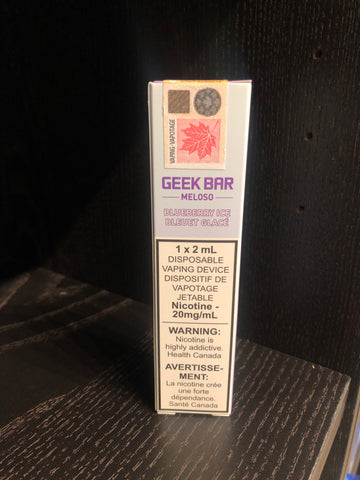 VAPING-VAPOTAGE
GEEK BAR
MELOSO
BLUEBERRY ICE
BLEUET GLACÉ
1 x 2 mL
DISPOSABLE
VAPING DEVICE
DISPOSITIF DE
VAPOTAGE
JETABLE
Nicotine -
20mg/mL
WARNING:
Nicotine is
highly addictive.
Health Canada
AVERTISSE-
MENT:
La nicotine crée
une forte
dépendance.
Santé Canada